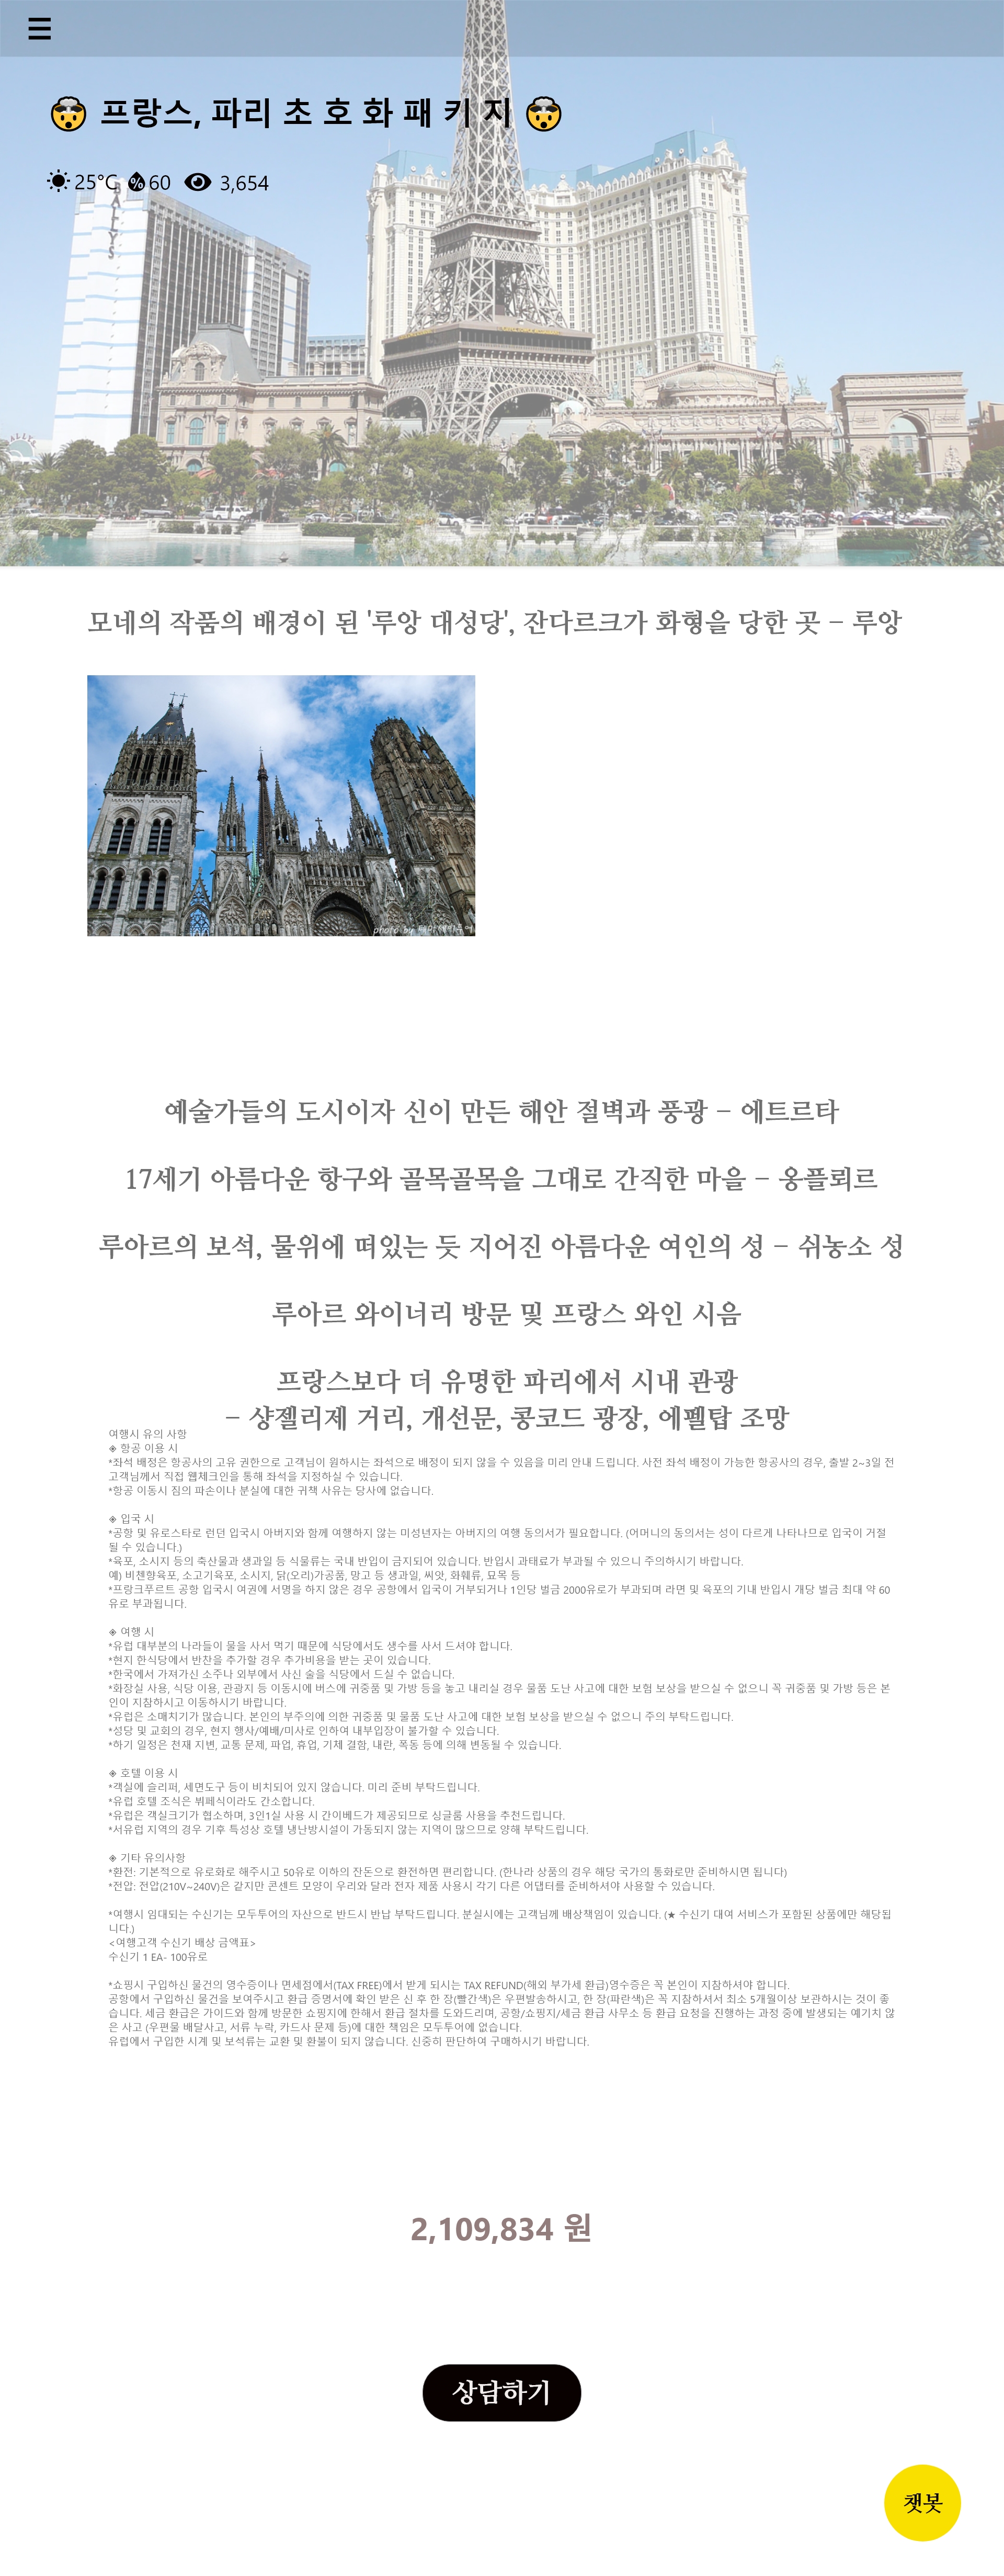 프랑스, 파리 초 호 화 패 키 지
25°C 60 3,654
BALLYS
모네의 작품의 배경이 된 '루앙 대성당', 잔다르크가 화형을 당한 곳 – 루앙
photo by
예술가들의 도시이자 신이 만든 해안 절벽과 풍광 – 에트르타
17세기 아름다운 항구와 골목골목을 그대로 간직한 마을 – 옹플뢰르
루아르의 보석, 물위에 떠있는 듯 지어진 아름다운 여인의 성 – 쉬농소 성
루아르 와이너리 방문 및 프랑스 와인 시음
프랑스보다 더 유명한 파리에서 시내 관광
– 샹젤리제 거리, 개선문, 콩코드 광장, 에펠탑 조망
여행시 유의 사항
◈ 항공 이용 시
*좌석 배정은 항공사의 고유 권한으로 고객님이 원하시는 좌석으로 배정이 되지 않을 수 있음을 미리 안내 드립니다. 사전 좌석 배정이 가능한 항공사의 경우, 출발 2~3일 전
고객님께서 직접 웹체크인을 통해 좌석을 지정하실 수 있습니다.
*항공 이동시 짐의 파손이나 분실에 대한 귀책 사유는 당사에 없습니다.
◈ 입국 시
*공항 및 유로스타로 런던 입국시 아버지와 함께 여행하지 않는 미성년자는 아버지의 여행 동의서가 필요합니다. (어머니의 동의서는 성이 다르게 나타나므로 입국이 거절
될 수 있습니다.)
*육포, 소시지 등의 축산물과 생과일 등 식물류는 국내 반입이 금지되어 있습니다. 반입시 과태료가 부과될 수 있으니 주의하시기 바랍니다.
예) 비첸향육포, 소고기육포, 소시지, 닭(오리)가공품, 망고 등 생과일, 씨앗, 화훼류, 묘목 등
*프랑크푸르트 공항 입국시 여권에 서명을 하지 않은 경우 공항에서 입국이 거부되거나 1인당 벌금 2000유로가 부과되며 라면 및 육포의 기내 반입시 개당 벌금 최대 약 60
유로 부과됩니다.
◈ 여행 시
*유럽 대부분의 나라들이 물을 사서 먹기 때문에 식당에서도 생수를 사서 드셔야 합니다.
*현지 한식당에서 반찬을 추가할 경우 추가비용을 받는 곳이 있습니다.
*한국에서 가져가신 소주나 외부에서 사신 술을 식당에서 드실 수 없습니다.
*화장실 사용, 식당 이용, 관광지 등 이동시에 버스에 귀중품 및 가방 등을 놓고 내리실 경우 물품 도난 사고에 대한 보험 보상을 받으실 수 없으니 꼭 귀중품 및 가방 등은 본
인이 지참하시고 이동하시기 바랍니다.
*유럽은 소매치기가 많습니다. 본인의 부주의에 의한 귀중품 및 물품 도난 사고에 대한 보험 보상을 받으실 수 없으니 주의 부탁드립니다.
*성당 및 교회의 경우, 현지 행사/예배/미사로 인하여 내부입장이 불가할 수 있습니다.
*하기 일정은 천재 지변, 교통 문제, 파업, 휴업, 기체 결함, 내란, 폭동 등에 의해 변동될 수 있습니다.
◈ 호텔 이용 시
*객실에 슬리퍼, 세면도구 등이 비치되어 있지 않습니다. 미리 준비 부탁드립니다.
*유럽 호텔 조식은 뷔페식이라도 간소합니다.
*유럽은 객실크기가 협소하며, 3인1실 사용 시 간이베드가 제공되므로 싱글룸 사용을 추천드립니다.
*서유럽 지역의 경우 기후 특성상 호텔 냉난방시설이 가동되지 않는 지역이 많으므로 양해 부탁드립니다.
◈ 기타 유의사항
*환전: 기본적으로 유로화로 해주시고 50유로 이하의 잔돈으로 환전하면 편리합니다. (한나라 상품의 경우 해당 국가의 통화로만 준비하시면 됩니다)
*전압: 전압(210V~240V)은 같지만 콘센트 모양이 우리와 달라 전자 제품 사용시 각기 다른 어댑터를 준비하셔야 사용할 수 있습니다.
*여행시 임대되는 수신기는 모두투어의 자산으로 반드시 반납 부탁드립니다. 분실시에는 고객님께 배상책임이 있습니다. (★ 수신기 대여 서비스가 포함된 상품에만 해당됩
니다.)
<여행고객 수신기 배상 금액표>
수신기 1 EA- 100유로
*쇼핑시 구입하신 물건의 영수증이나 면세점에서(TAX FREE)에서 받게 되시는 TAX REFUND(해외 부가세 환급)영수증은 꼭 본인이 지참하셔야 합니다.
공항에서 구입하신 물건을 보여주시고 환급 증명서에 확인 받은 신 후 한 장(빨간색)은 우편발송하시고, 한 장(파란색)은 꼭 지참하셔서 최소 5개월이상 보관하시는 것이 좋
습니다. 세금 환급은 가이드와 함께 방문한 쇼핑지에 한해서 환급 절차를 도와드리며, 공항/쇼핑지/세금 환급 사무소 등 환급 요청을 진행하는 과정 중에 발생되는 예기치 않
은 사고 (우편물 배달사고, 서류 누락, 카드사 문제 등)에 대한 책임은 모두투어에 없습니다.
유럽에서 구입한 시계 및 보석류는 교환 및 환불이 되지 않습니다. 신중히 판단하여 구매하시기 바랍니다.
2,109,834 원
상담하기
챗봇